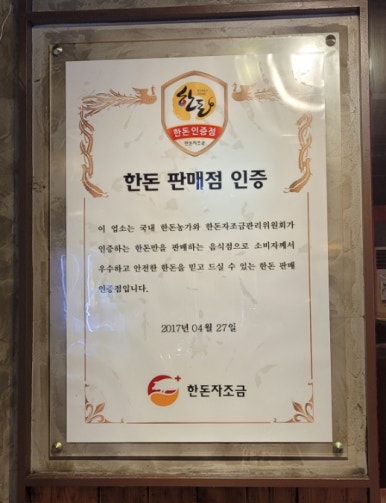 한돈
한돈인증점
한돈자조금
한돈 판매점 인증
이 업소는 국내 한돈농가와 한돈자조금관리위원회가
인증하는 한돈만을 판매하는 음식점으로 소비자께서
우수하고 안전한 한돈을 믿고 드실 수 있는 한돈 판매
인증점입니다.
2017년 04월 27일
한돈자조금